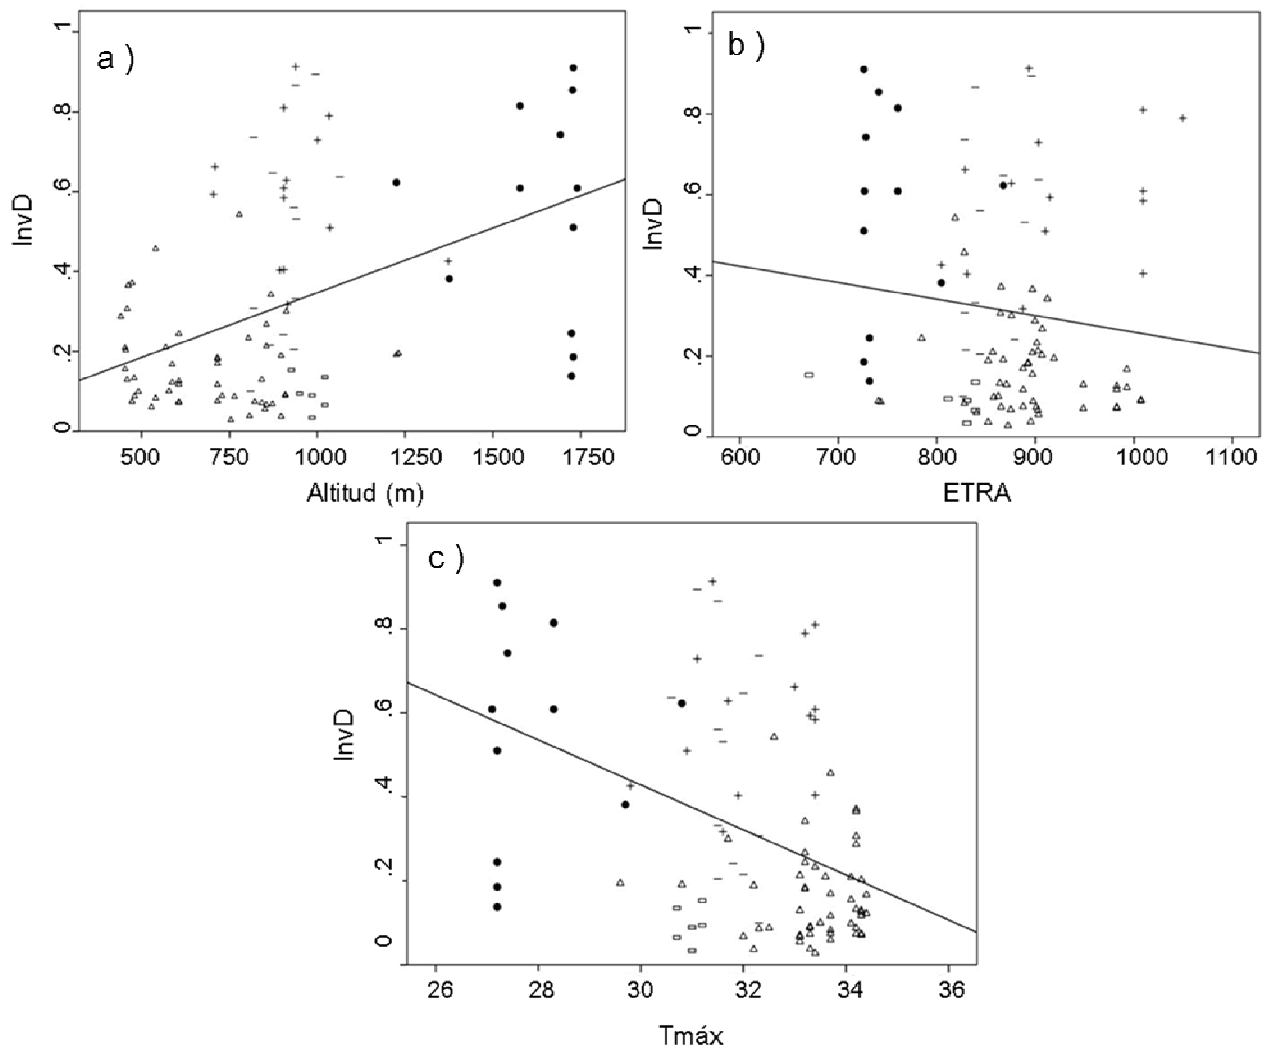 a )
InvD
0 .2 .4 .6 .8 1
500 750 1000 1250 1500 1750
Altitud (m)
b )
InvD
0 .2 .4 .6 .8 1
600 700 800 900 1000 1100
ETRA
c )
InvD
0 .2 .4 .6 .8 1
26 28 30 32 34 36
Tmáx